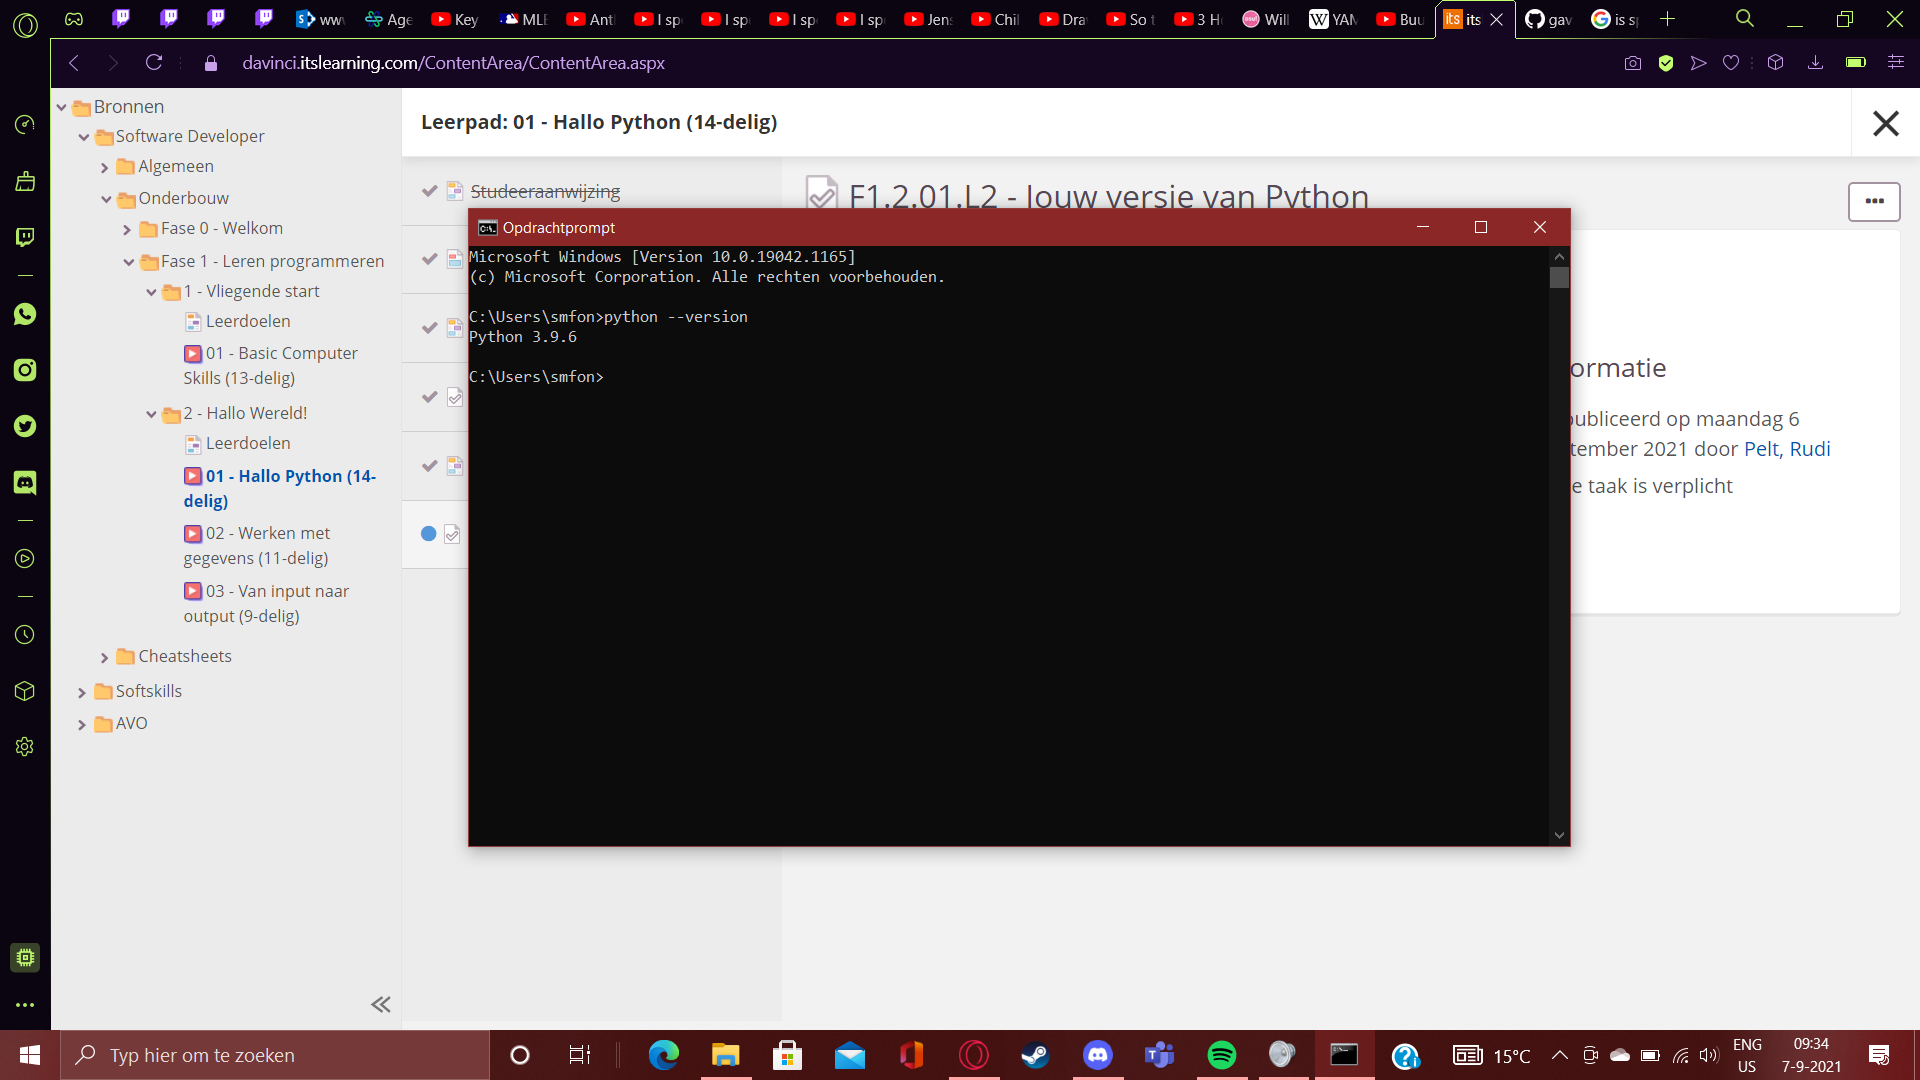 www
Age
Key
MLE
Ant
I sp
I sp
I sp
I sp
Jens
Chil
Dra
So t
3 Ho
Will
W YAM
Buu
its its
gav
is s
davinci.itslearning.com/ContentArea/ContentArea.aspx
Bronnen
Software Developer
Algemeen
Onderbouw
Fase 0 - Welkom
Fase 1 - Leren programmeren
1 - Vliegende start
Leerdoelen
01 - Basic Computer
Skills (13-delig)
2 - Hallo Wereld!
Leerdoelen
01 - Hallo Python (14-
delig)
02 - Werken met
gegevens (11-delig)
03 - Van input naar
output (9-delig)
Cheatsheets
Softskills
AVO
Leerpad: 01 - Hallo Python (14-delig)
Studeeraanwijzing
F1.2.01.L2 - Jouw versie van Python
Opdrachtprompt
Microsoft Windows [Version 10.0.19042.1165]
(c) Microsoft Corporation. Alle rechten voorbehouden.
C:\Users\smfon>python --version
Python 3.9.6
C:\Users\smfon>
ormatie
publiceerd op maandag 6
tember 2021 door Pelt, Rudi
e taak is verplicht
Typ hier om te zoeken
15°C
ENG
US
09:34
7-9-2021